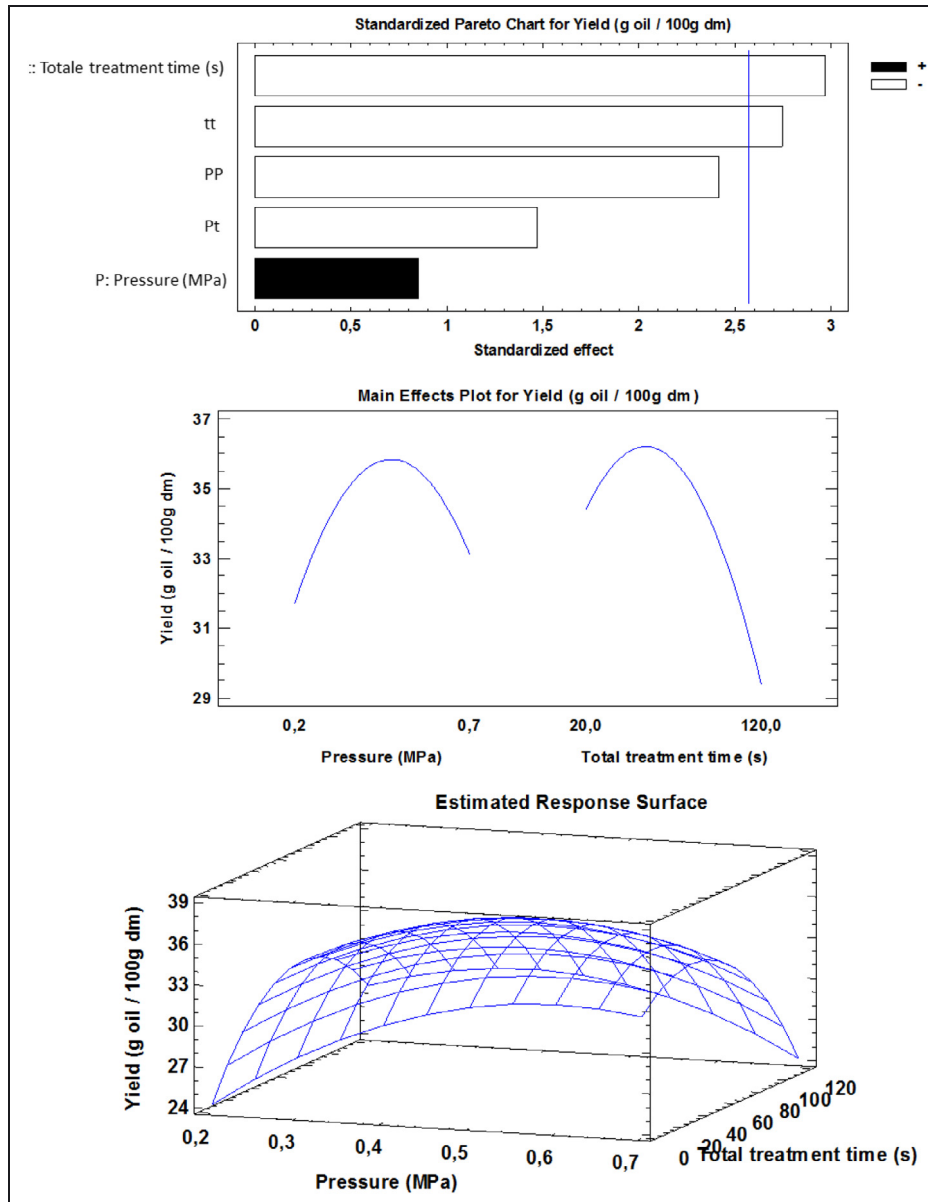 Standardized Pareto Chart for Yield (g oil / 100g dm)
:: Totale treatment time (s)
tt
PP
Pt
P: Pressure (MPa)
+
-
0 0,5 1 1,5 2 2,5 3
Standardized effect
Main Effects Plot for Yield (g oil / 100g dm)
Yield (g oil / 100g dm)
37
35
33
31
29
0,2 0,7 20,0 120,0
Pressure (MPa) Total treatment time (s)
Estimated Response Surface
Yield (g oil / 100g dm)
39
36
33
30
27
24
0,2 0,3 0,4 0,5 0,6 0,7
Pressure (MPa)
0 20 40 60 80 100 120
Total treatment time (s)